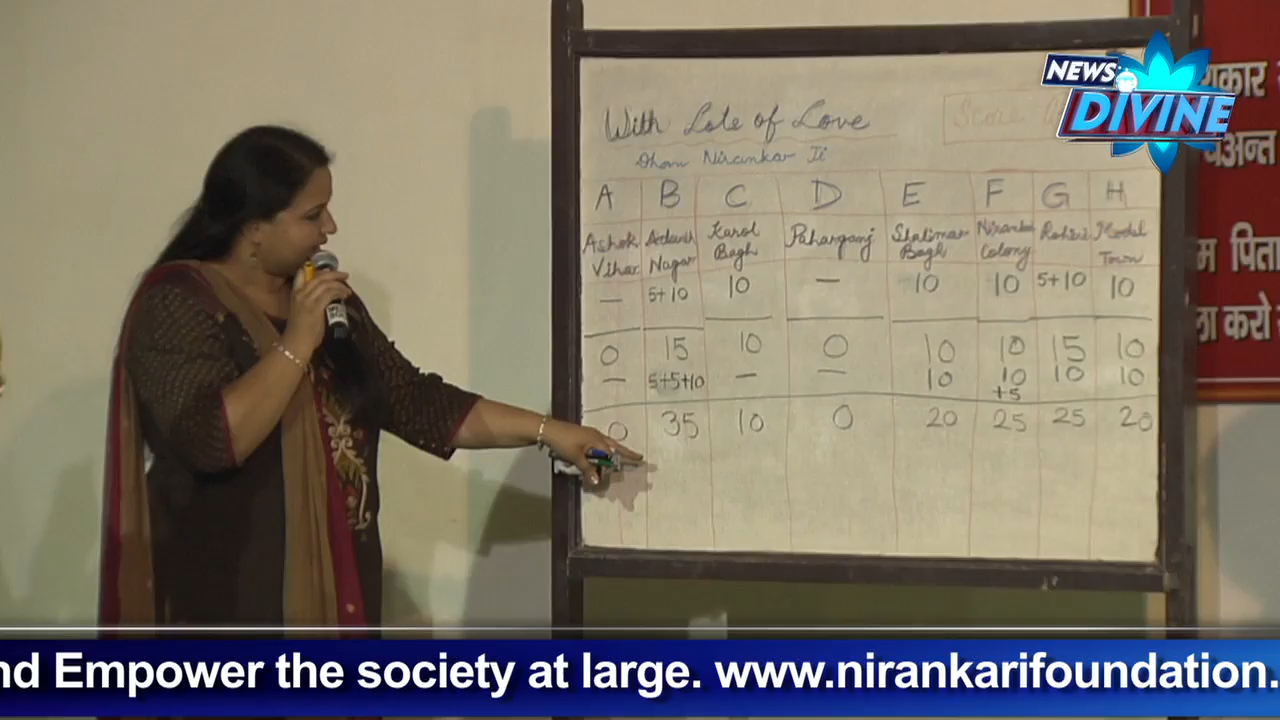 NEWS
DIVINE
With Lots of Love
Score
Dhan Nirankar Ji
A B C D E F G H
Ashok Vihar Adarsh Nagar Karol Bagh Paharganj Shalimar Bagh Nirankari Colony Rohini Model Town
— 5+10 10 — 10 10 5+10 10
0 15 10 0 10 10 15 10
— 5+5+10 — — 10 10 +5 10 10
0 35 10 0 20 25 25 20
पिता
करो
nd Empower the society at large. www.nirankarifoundation.